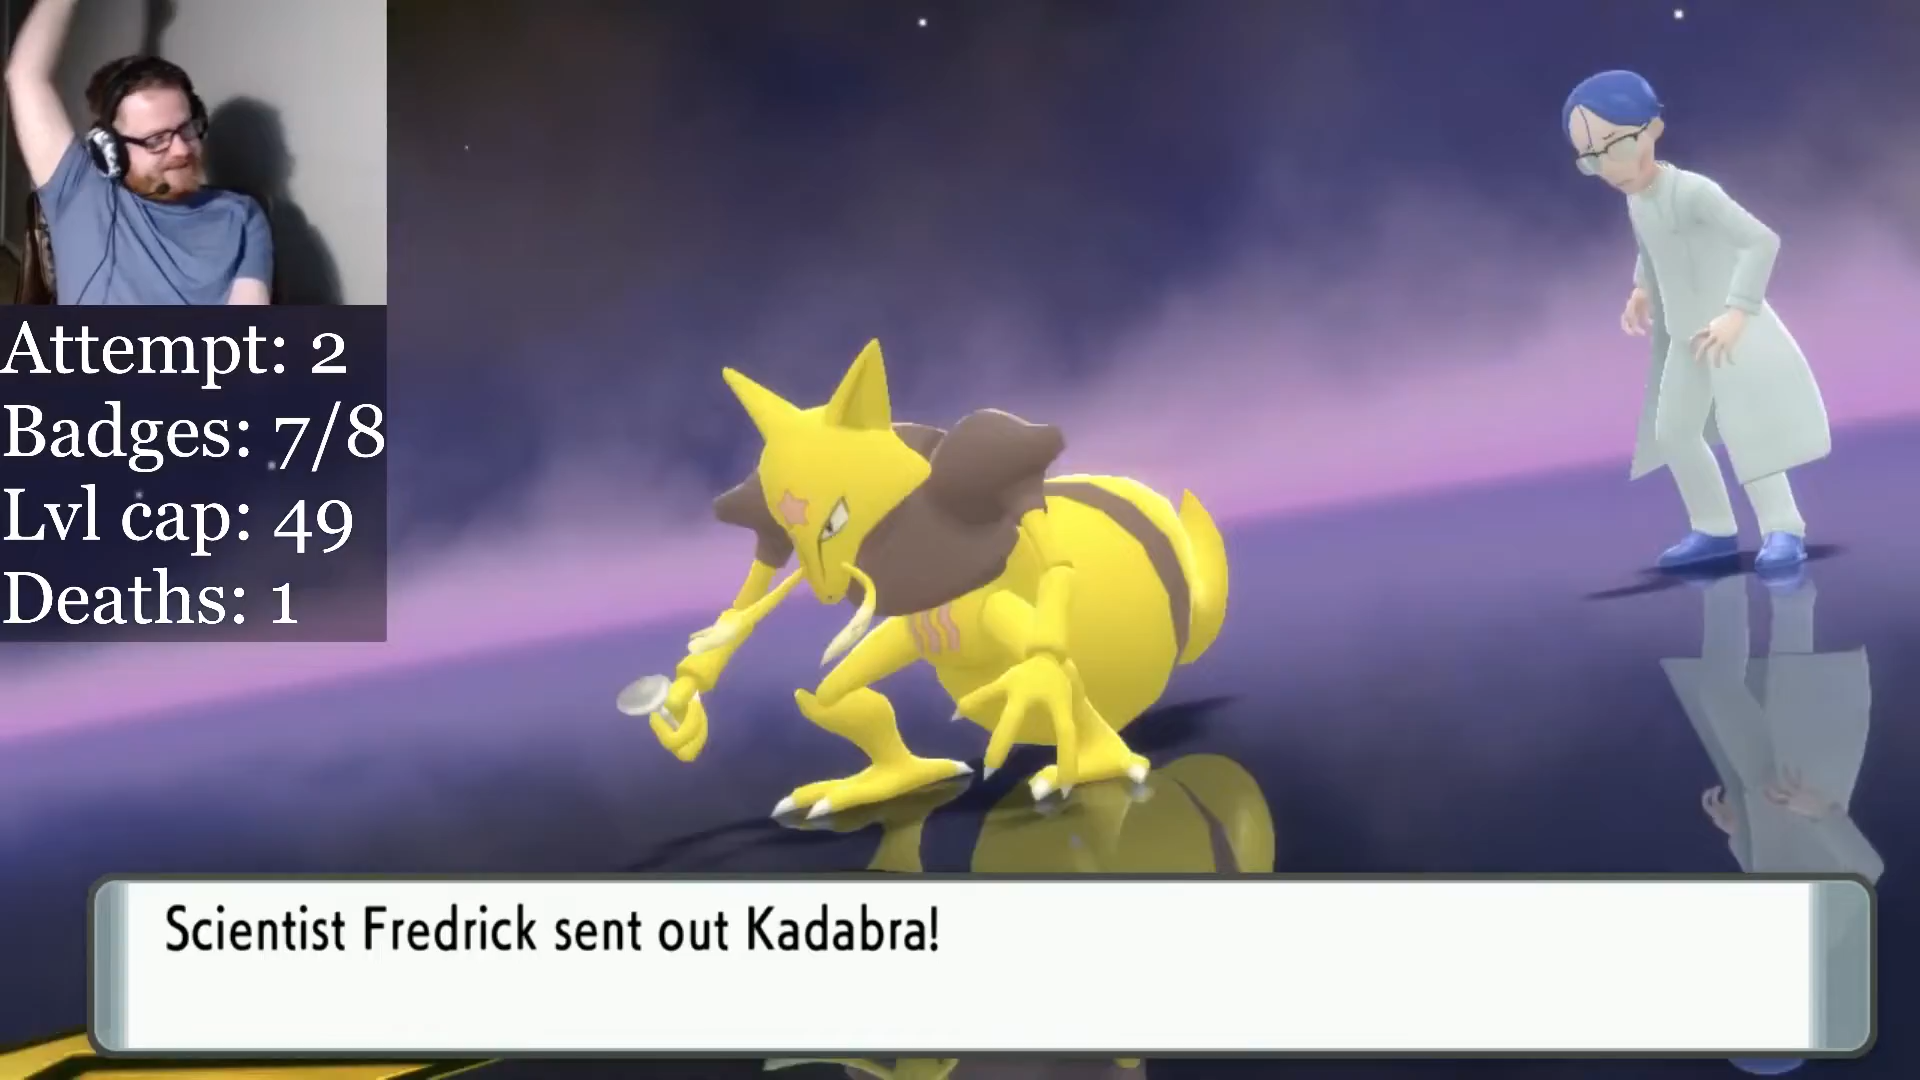 Attempt: 2
Badges: 7/8
Lvl cap: 49
Deaths: 1
Scientist Fredrick sent out Kadabra!